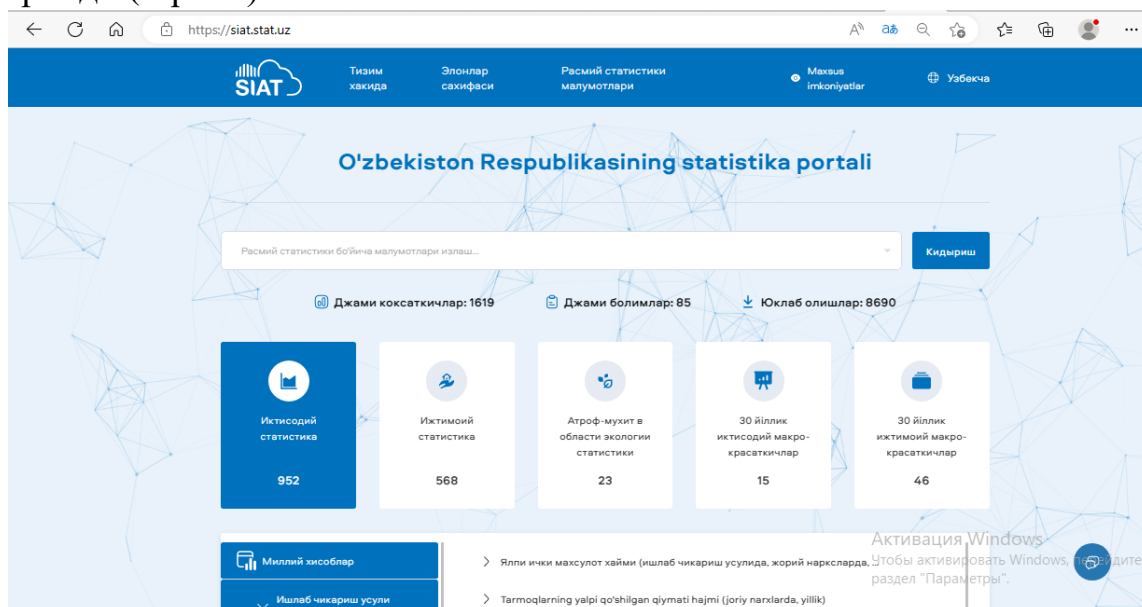 https://siat.stat.uz
SIAT
Тизим
хакида
Элонлар
сахифаси
Расмий статистики
малумотлари
Maxsus
imkoniyatlar
Узбекча
O'zbekiston Respublikasining statistika portali
Расмий статистики бо'йича малумотлари излаш...
Кидыриш
Джами коксаткичлар: 1619
Джами болимлар: 85
Юклаб олишлар: 8690
Иктисодий
статистика
952
Ижтимоий
статистика
568
Атроф-мухит в
области экологии
статистики
23
30 йиллик
иктисодий макро-
красаткичлар
15
30 йиллик
ижтимоий макро-
красаткичлар
46
Миллий хисоблар
Ишлаб чикариш усули
Ялпи ички махсулот хайми (ишлаб чикариш усулида, жорий нарксларда, ...
Tarmoqlarning yalpi qo'shilgan qiymati hajmi (joriy narxlarda, yillik)
Активация Windows
Чтобы активировать Windows, перейдите
раздел "Параметры".